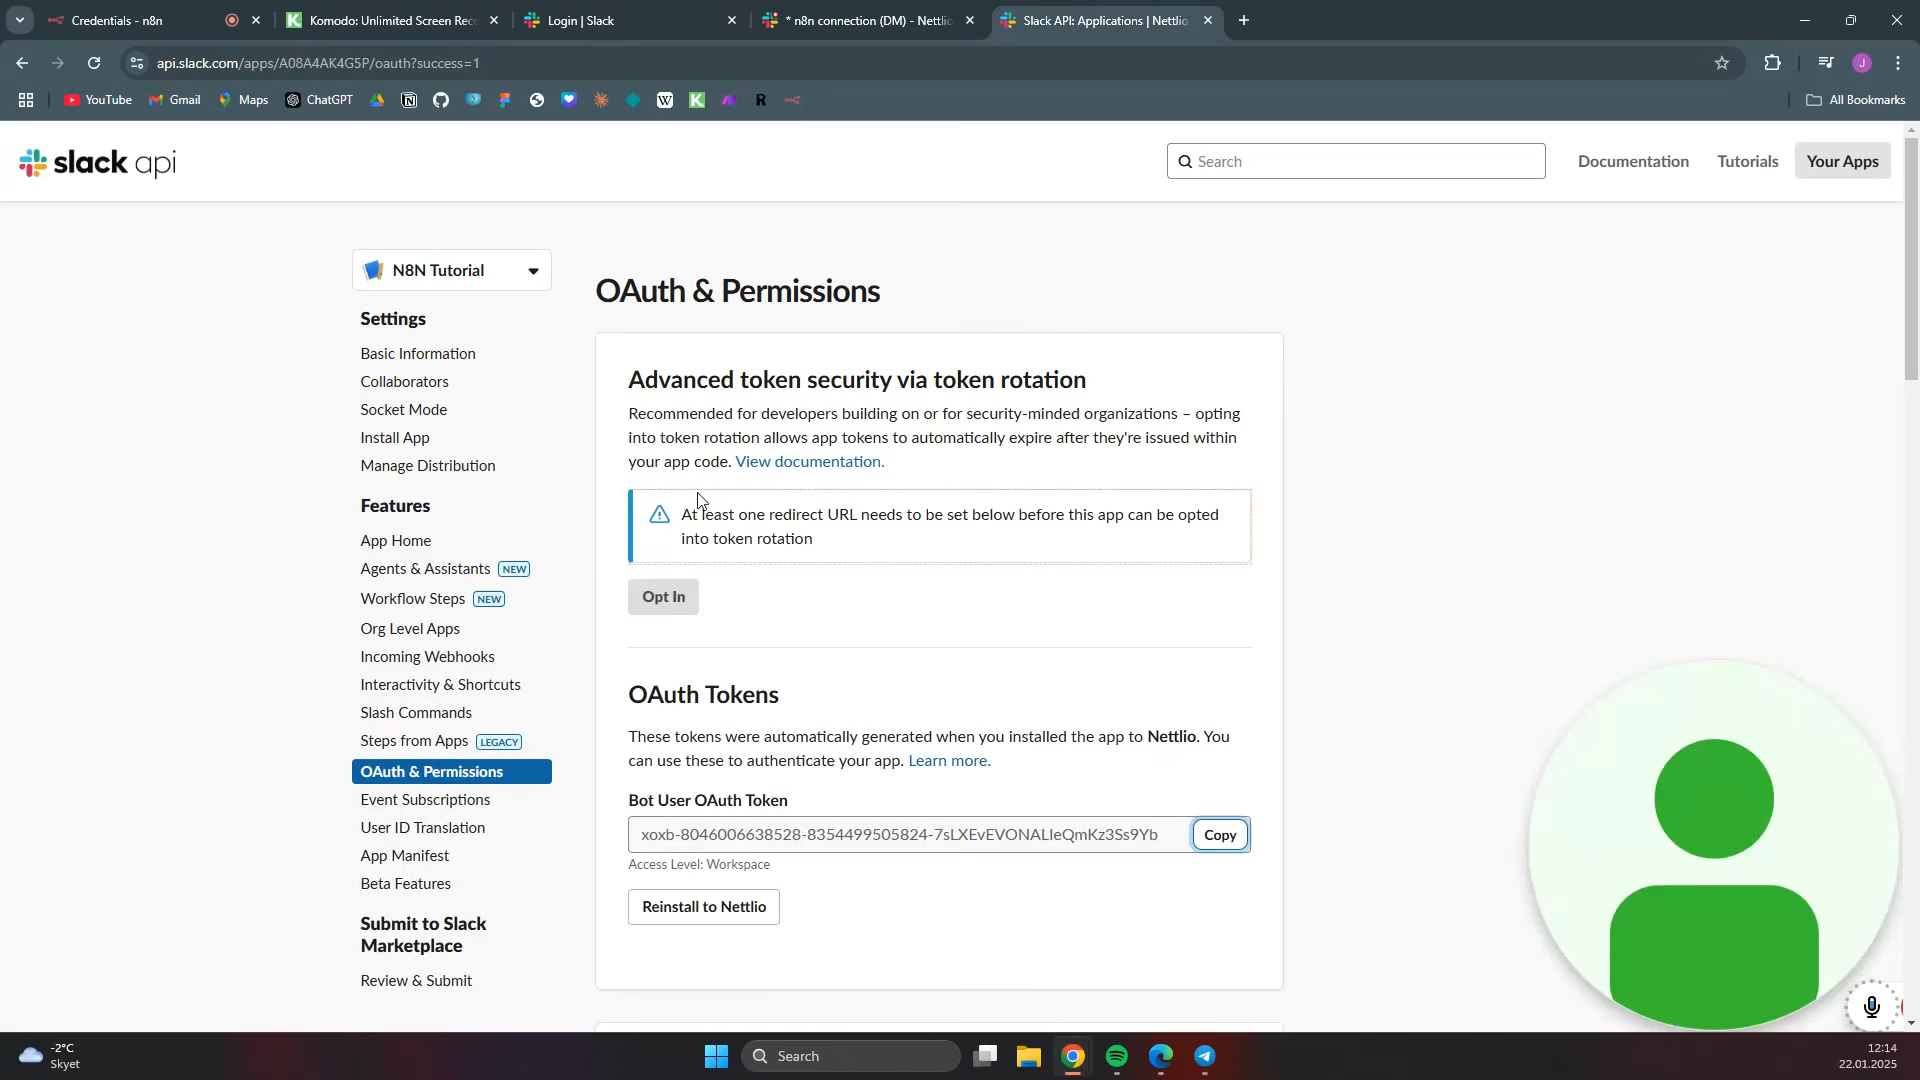 Credentials - n8n
Komodo: Unlimited Screen Rec
Login | Slack
* n8n connection (DM) - Nettlio
Slack API: Applications | Nettlio
api.slack.com/apps/A08A4AK4G5P/oauth?success=1
J
YouTube
Gmail
Maps
ChatGPT
W
K
R
All Bookmarks
slack api
Search
Documentation
Tutorials
Your Apps
N8N Tutorial
Settings
Basic Information
Collaborators
Socket Mode
Install App
Manage Distribution
Features
App Home
Agents & Assistants NEW
Workflow Steps NEW
Org Level Apps
Incoming Webhooks
Interactivity & Shortcuts
Slash Commands
Steps from Apps LEGACY
OAuth & Permissions
Event Subscriptions
User ID Translation
App Manifest
Beta Features
Submit to Slack
Marketplace
Review & Submit
OAuth & Permissions
Advanced token security via token rotation
Recommended for developers building on or for security-minded organizations – opting
into token rotation allows app tokens to automatically expire after they're issued within
your app code. View documentation.
At least one redirect URL needs to be set below before this app can be opted
into token rotation
Opt In
OAuth Tokens
These tokens were automatically generated when you installed the app to Nettlio. You
can use these to authenticate your app. Learn more.
Bot User OAuth Token
xoxb-8046006638528-8354499505824-7sLXEvEVONALIeQmKz3Ss9Yb
Copy
Access Level: Workspace
Reinstall to Nettlio
-2°C
Skyet
Search
12:14
22.01.2025